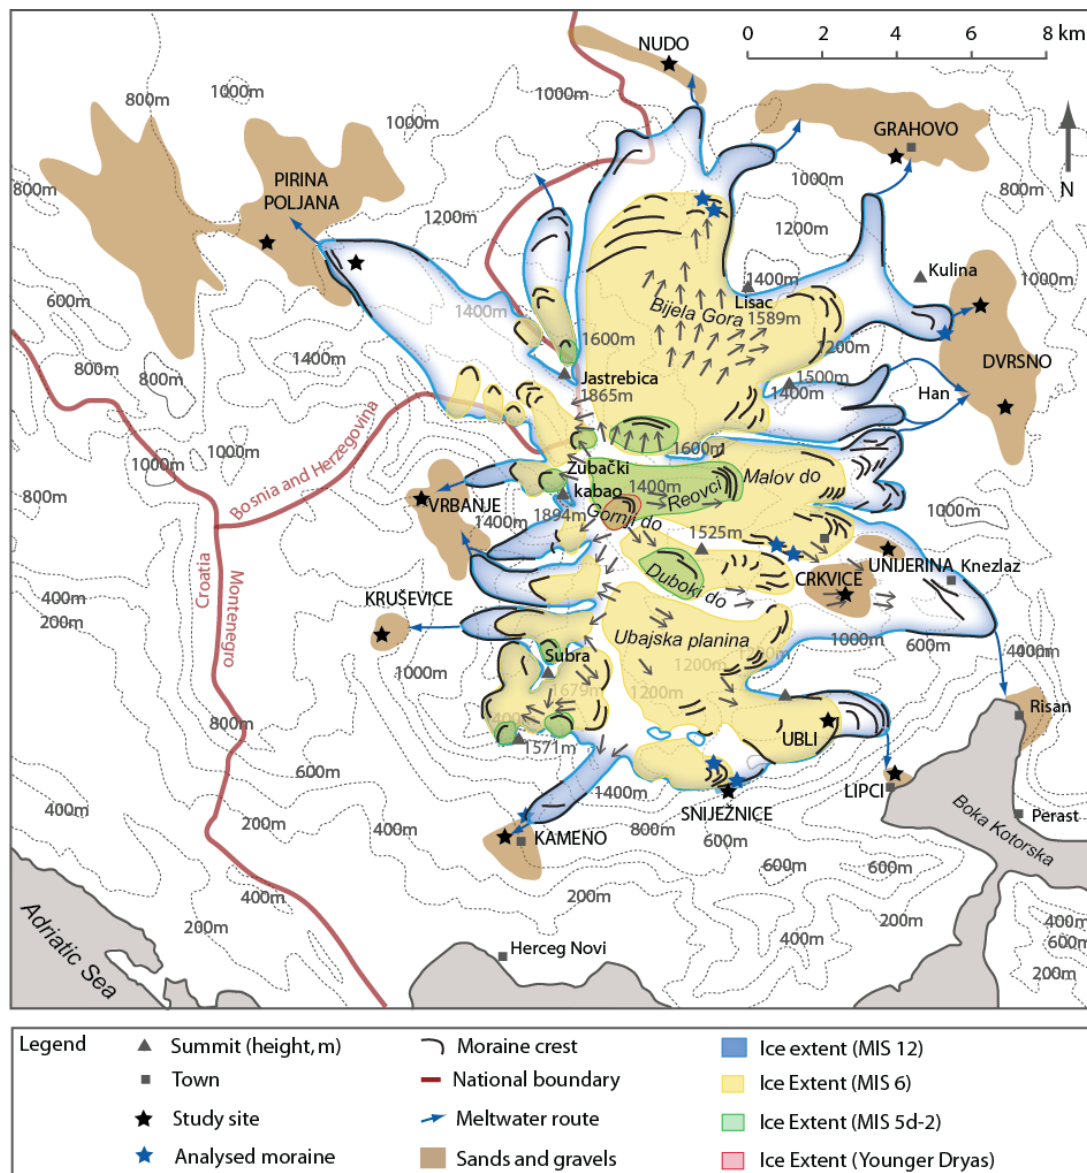 NUDO
0 2 4 6 8 km
1000m
800m
1000m
1000m
GRAHOVO
N
800m
PIRINA
POLJANA
1200m
1000m
800m
1200m
Kulina
1000m
1400m
Lisac
1589m
Bijela Gora
600m
1400m
800m
1400m
1600m
1200m
DVRSNO
800m
800m
Jastrebica
1865m
1500m
1400m
Han
Bosnia and Herzegovina
1000m
1000m
1600m
800m
Zubački
kabao
1894m
1400m
Reovci
Malov do
Gornji do
VRBANJE
1400m
1000m
1525m
Croatia
Montenegro
UNIJERINA
Knezlaz
CRKVICE
Duboki do
400m
200m
KRUŠEVICE
1000m
Ubajska planina
1000m
600m
1200m
Subra
1679m
1200m
800m
1571m
UBLI
Risan
600m
1400m
LIPCI
Boka Kotorska
Perast
400m
200m
400m
KAMENO
SNIJEŽNICE
800m
600m
600m
600m
200m
400m
200m
200m
400m
400m
600m
200m
Adriatic Sea
Herceg Novi
Legend
Summit (height, m)
Town
Study site
Analysed moraine
Moraine crest
National boundary
Meltwater route
Sands and gravels
Ice extent (MIS 12)
Ice Extent (MIS 6)
Ice Extent (MIS 5d-2)
Ice Extent (Younger Dryas)